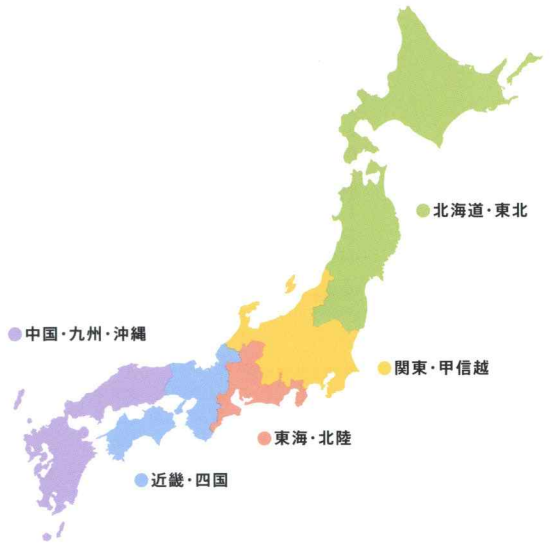 北海道・東北
中国・九州・沖縄
関東・甲信越
東海・北陸
近畿・四国